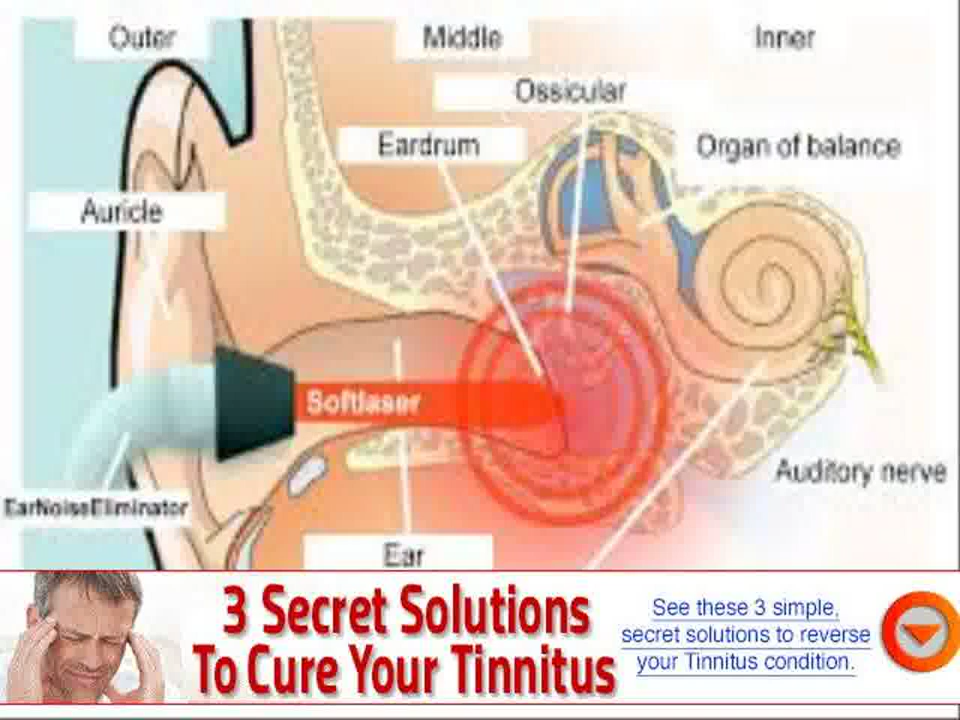 Outer
Middle
Inner
Ossicular
Eardrum
Organ of balance
Auricle
Softlaser
Auditory nerve
EarNoiseEliminator
Ear
3 Secret Solutions
To Cure Your Tinnitus
See these 3 simple,
secret solutions to reverse
your Tinnitus condition.